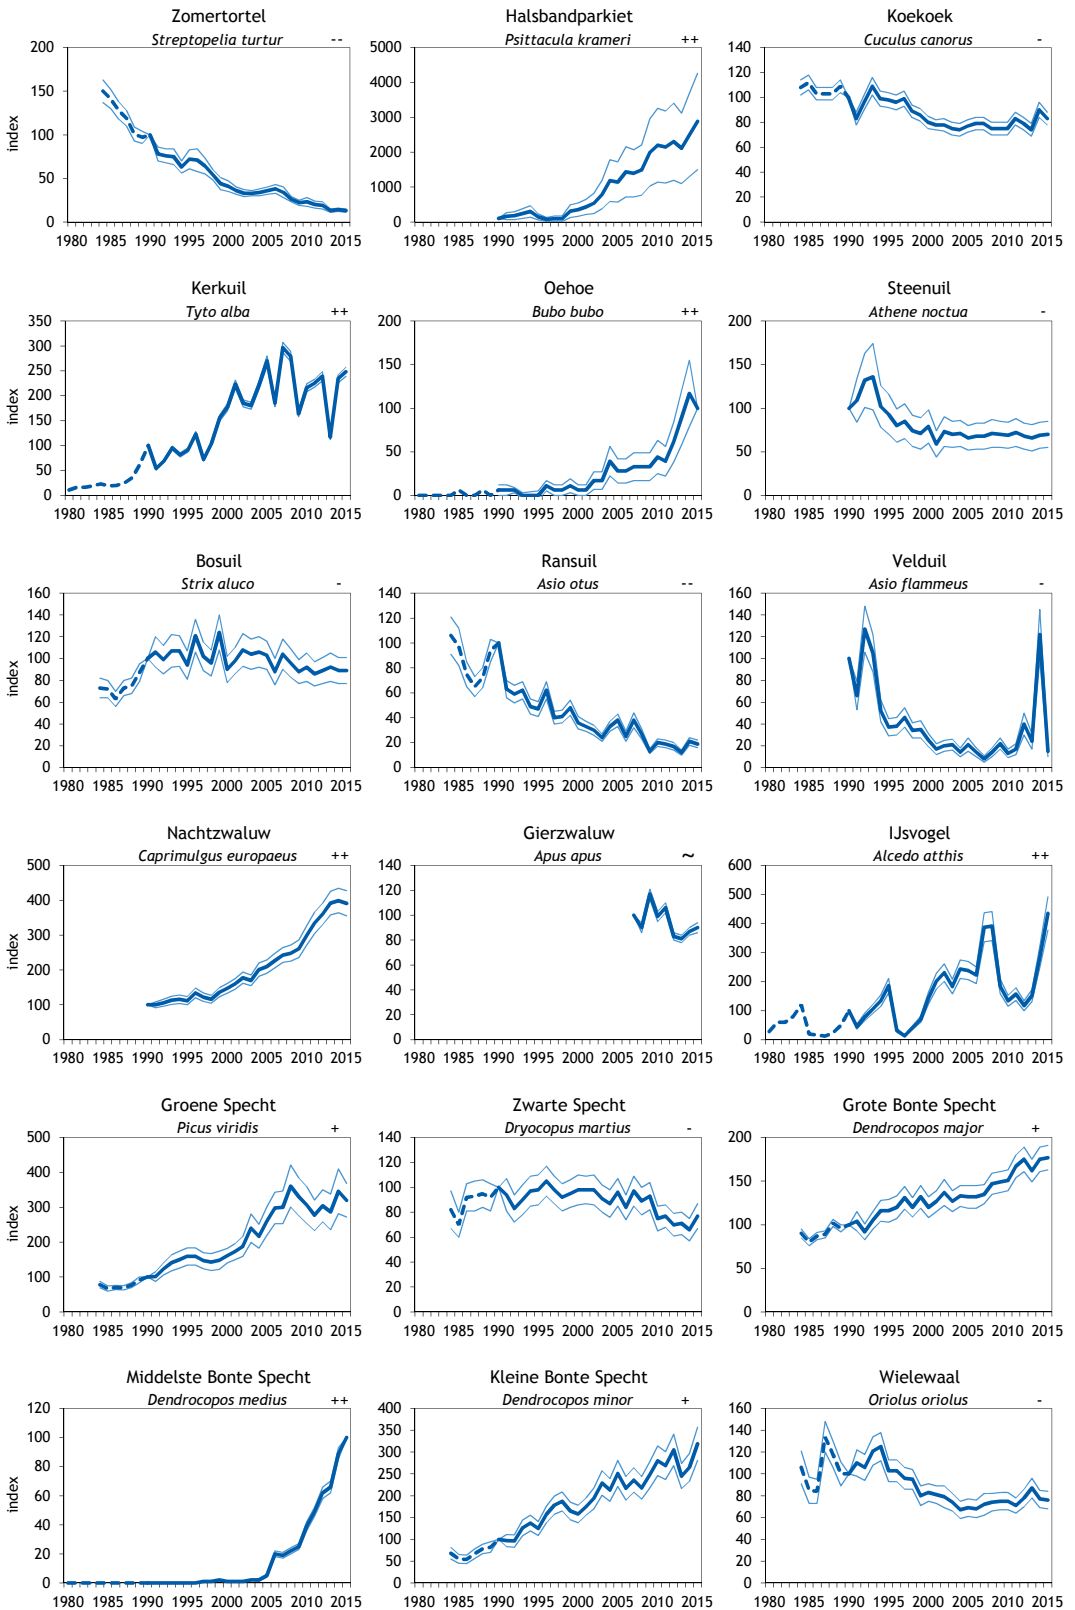 Zomertortel Halsbandparkiet Koekoek
Streptopelia turtur -- Psittacula krameri ++ Cuculus canorus -
200 5000 140
120
150 4000 100
index 3000 80
100 2000 60
50 1000 40
20
0 0 0
1980 1985 1990 1995 2000 2005 2010 2015 1980 1985 1990 1995 2000 2005 2010 2015 1980 1985 1990 1995 2000 2005 2010 2015
Kerkuil Oehoe Steenuil
Tyto alba ++ Bubo bubo ++ Athene noctua -
350 200 200
300
250 150 150
index 200 100 100
150
100 50 50
50
0 0 0
1980 1985 1990 1995 2000 2005 2010 2015 1980 1985 1990 1995 2000 2005 2010 2015 1980 1985 1990 1995 2000 2005 2010 2015
Bosuil Ransuil Velduil
Strix aluco - Asio otus -- Asio flammeus -
160 140 160
140 120 140
120 100 120
index 100 80 100
80 60 80
60 40 60
40 20 40
20 20
0 0 0
1980 1985 1990 1995 2000 2005 2010 2015 1980 1985 1990 1995 2000 2005 2010 2015 1980 1985 1990 1995 2000 2005 2010 2015
Nachtzwaluw Gierzwaluw IJsvogel
Caprimulgus europaeus ++ Apus apus ~ Alcedo atthis ++
500 140 600
400 120 500
index 300 100 400
80 300
200 60 200
100 40 100
20
0 0 0
1980 1985 1990 1995 2000 2005 2010 2015 1980 1985 1990 1995 2000 2005 2010 2015 1980 1985 1990 1995 2000 2005 2010 2015
Groene Specht Zwarte Specht Grote Bonte Specht
Picus viridis + Dryocopus martius - Dendrocopos major +
500 140 200
400 120 150
index 300 100
80 100
200 60
100 40 50
20
0 0 0
1980 1985 1990 1995 2000 2005 2010 2015 1980 1985 1990 1995 2000 2005 2010 2015 1980 1985 1990 1995 2000 2005 2010 2015
Middelste Bonte Specht Kleine Bonte Specht Wielewaal
Dendrocopos medius ++ Dendrocopos minor + Oriolus oriolus -
120 400 160
100 350 140
80 300 120
index 250 100
60 200 80
40 150 60
20 100 40
50 20
0 0 0
1980 1985 1990 1995 2000 2005 2010 2015 1980 1985 1990 1995 2000 2005 2010 2015 1980 1985 1990 1995 2000 2005 2010 2015